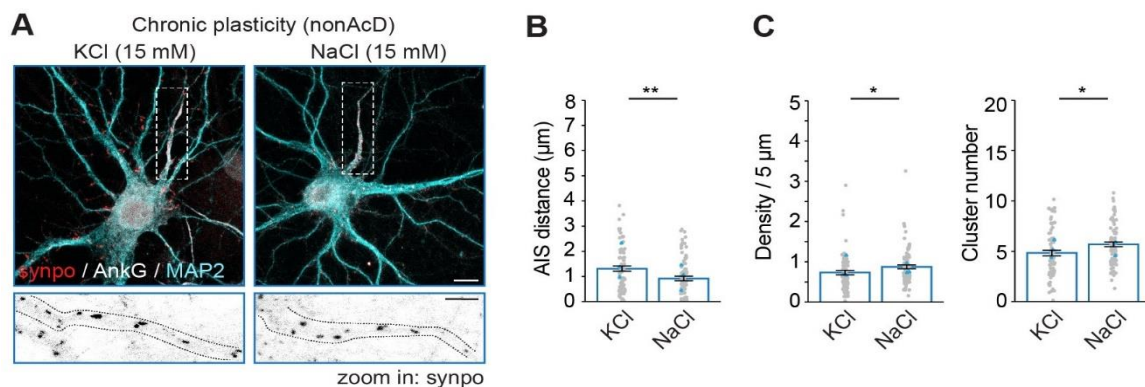 A
Chronic plasticity (nonAcD)
KCl (15 mM)
NaCl (15 mM)
synpo / AnkG / MAP2
zoom in: synpo
B
**
AIS distance (µm)
8
7
6
5
4
3
2
1
0
KCl
NaCl
C
*
Density / 5 µm
5
4
3
2
1
0
KCl
NaCl
*
Cluster number
20
15
10
5
0
KCl
NaCl